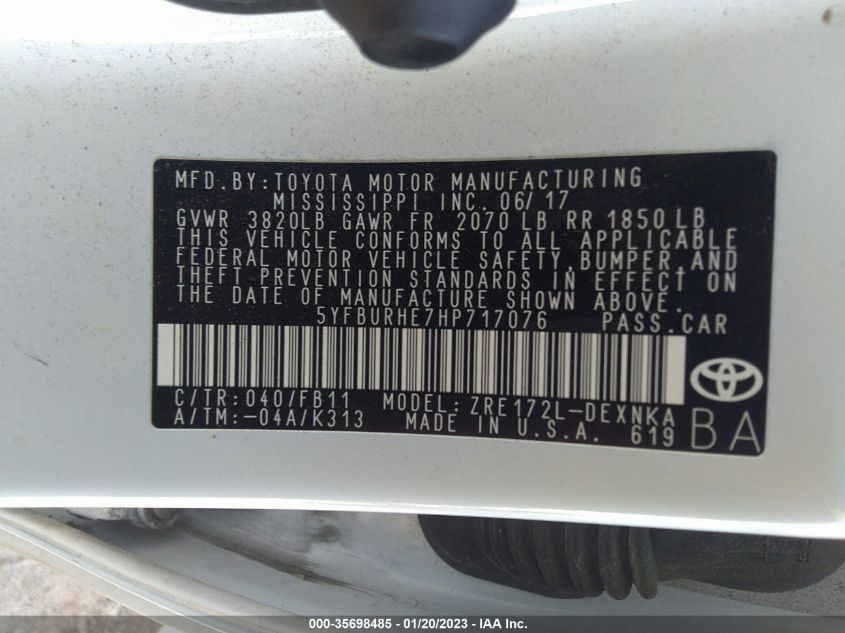 MFD.BY:TOYOTA MOTOR MANUFACTURING
MISSISSIPPI INC. 06/17
GVWR 3820LB GAWR FR 2070 LB RR 1850LB
THIS VEHICLE CONFORMS TO ALL APPLICABLE
FEDERAL MOTOR VEHICLE SAFETY,BUMPER,AND
THEFT PREVENTION STANDARDS IN EFFECT ON
THE DATE OF MANUFACTURE SHOWN ABOVE.
5YFBURHE7HP717076 PASS.CAR
C/TR:040/FB11 MODEL:ZRE172L-DEXNKA
A/TM:-04A/K313 MADE IN U.S.A. 619
BA
000-35698485 - 01/20/2023 - © IAA, Inc.